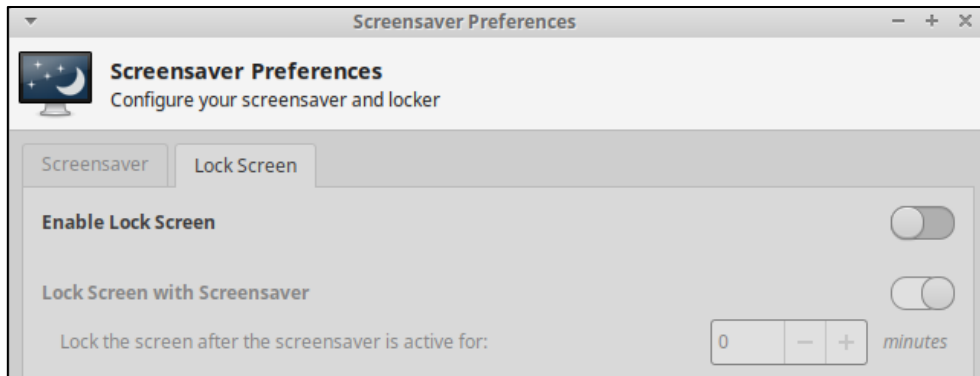 Screensaver Preferences
Screensaver Preferences
Configure your screensaver and locker
Screensaver Lock Screen
Enable Lock Screen
Lock Screen with Screensaver
Lock the screen after the screensaver is active for: 0 − + minutes